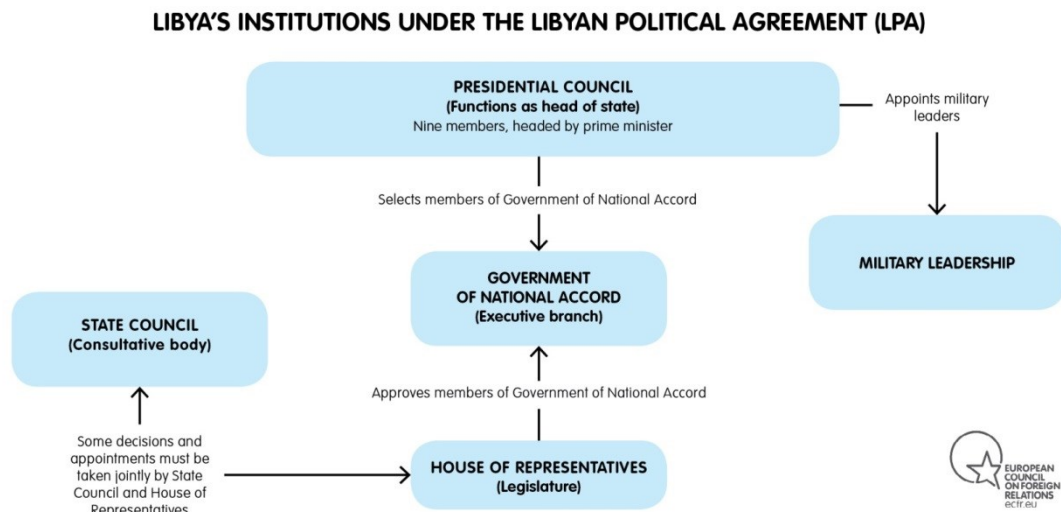 LIBYA'S INSTITUTIONS UNDER THE LIBYAN POLITICAL AGREEMENT (LPA)
PRESIDENTIAL COUNCIL
(Functions as head of state)
Nine members, headed by prime minister
Appoints military
leaders
Selects members of Government of National Accord
MILITARY LEADERSHIP
GOVERNMENT
OF NATIONAL ACCORD
(Executive branch)
STATE COUNCIL
(Consultative body)
Approves members of Government of National Accord
Some decisions and
appointments must be
taken jointly by State
Council and House of
Representatives
HOUSE OF REPRESENTATIVES
(Legislature)
EUROPEAN
COUNCIL
ON FOREIGN
RELATIONS
ecfr.eu